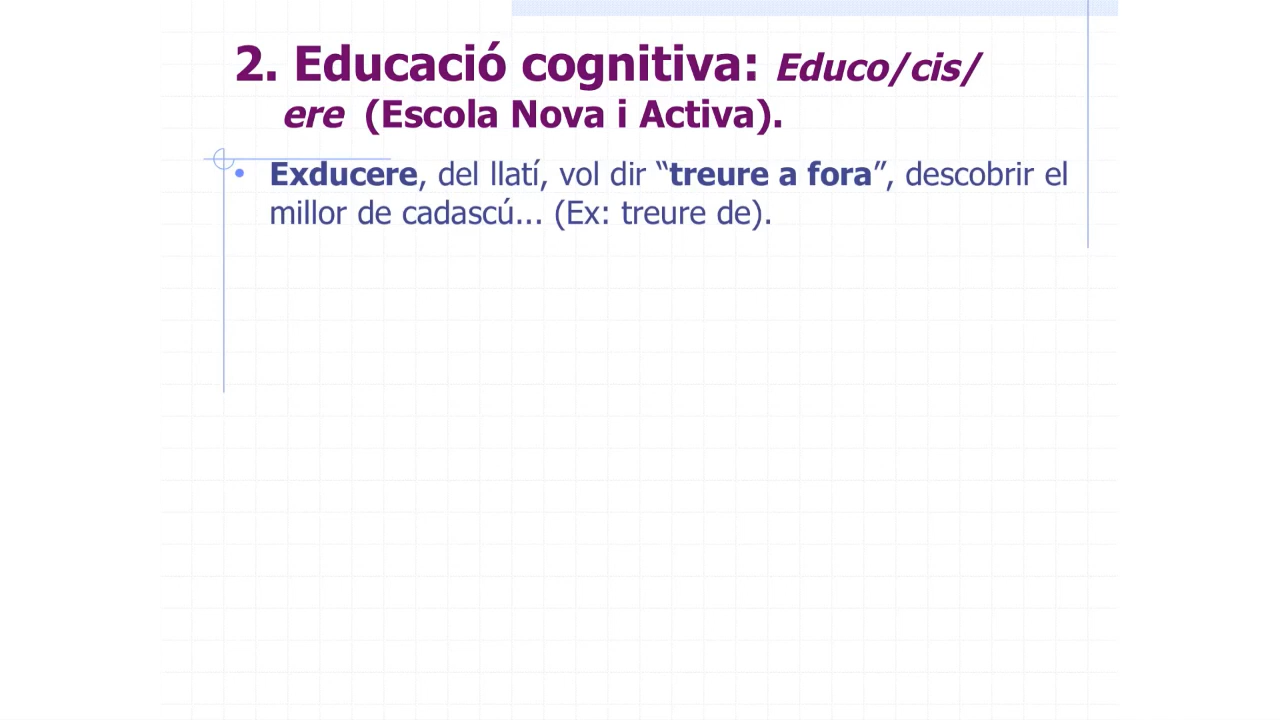 2. Educació cognitiva: Educo/cis/
ere (Escola Nova i Activa).
• Exducere, del llatí, vol dir “treure a fora”, descobrir el
millor de cadascú... (Ex: treure de).